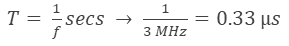 T = 1/f secs → 1/3 MHz = 0.33 µs